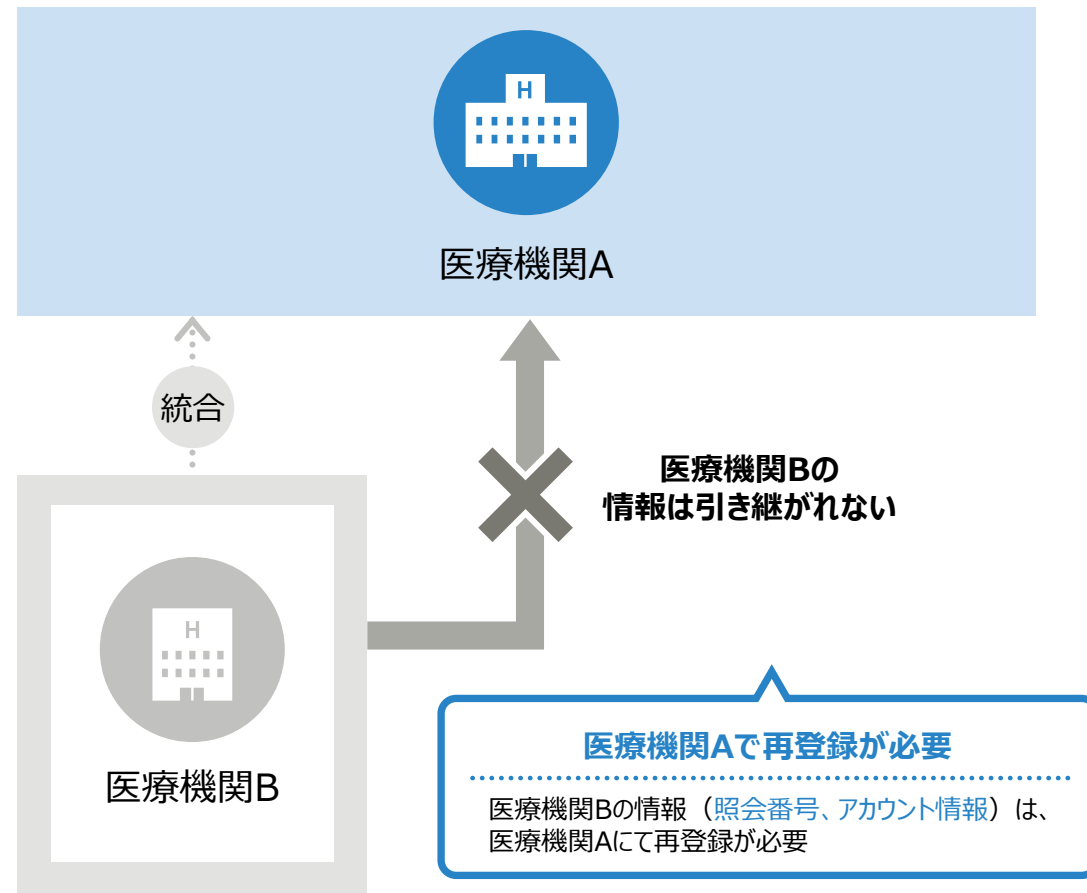 H
医療機関A
統合
医療機関Bの
情報は引き継がれない
H
医療機関B
医療機関Aで再登録が必要
医療機関Bの情報（照会番号、アカウント情報）は、
医療機関Aにて再登録が必要